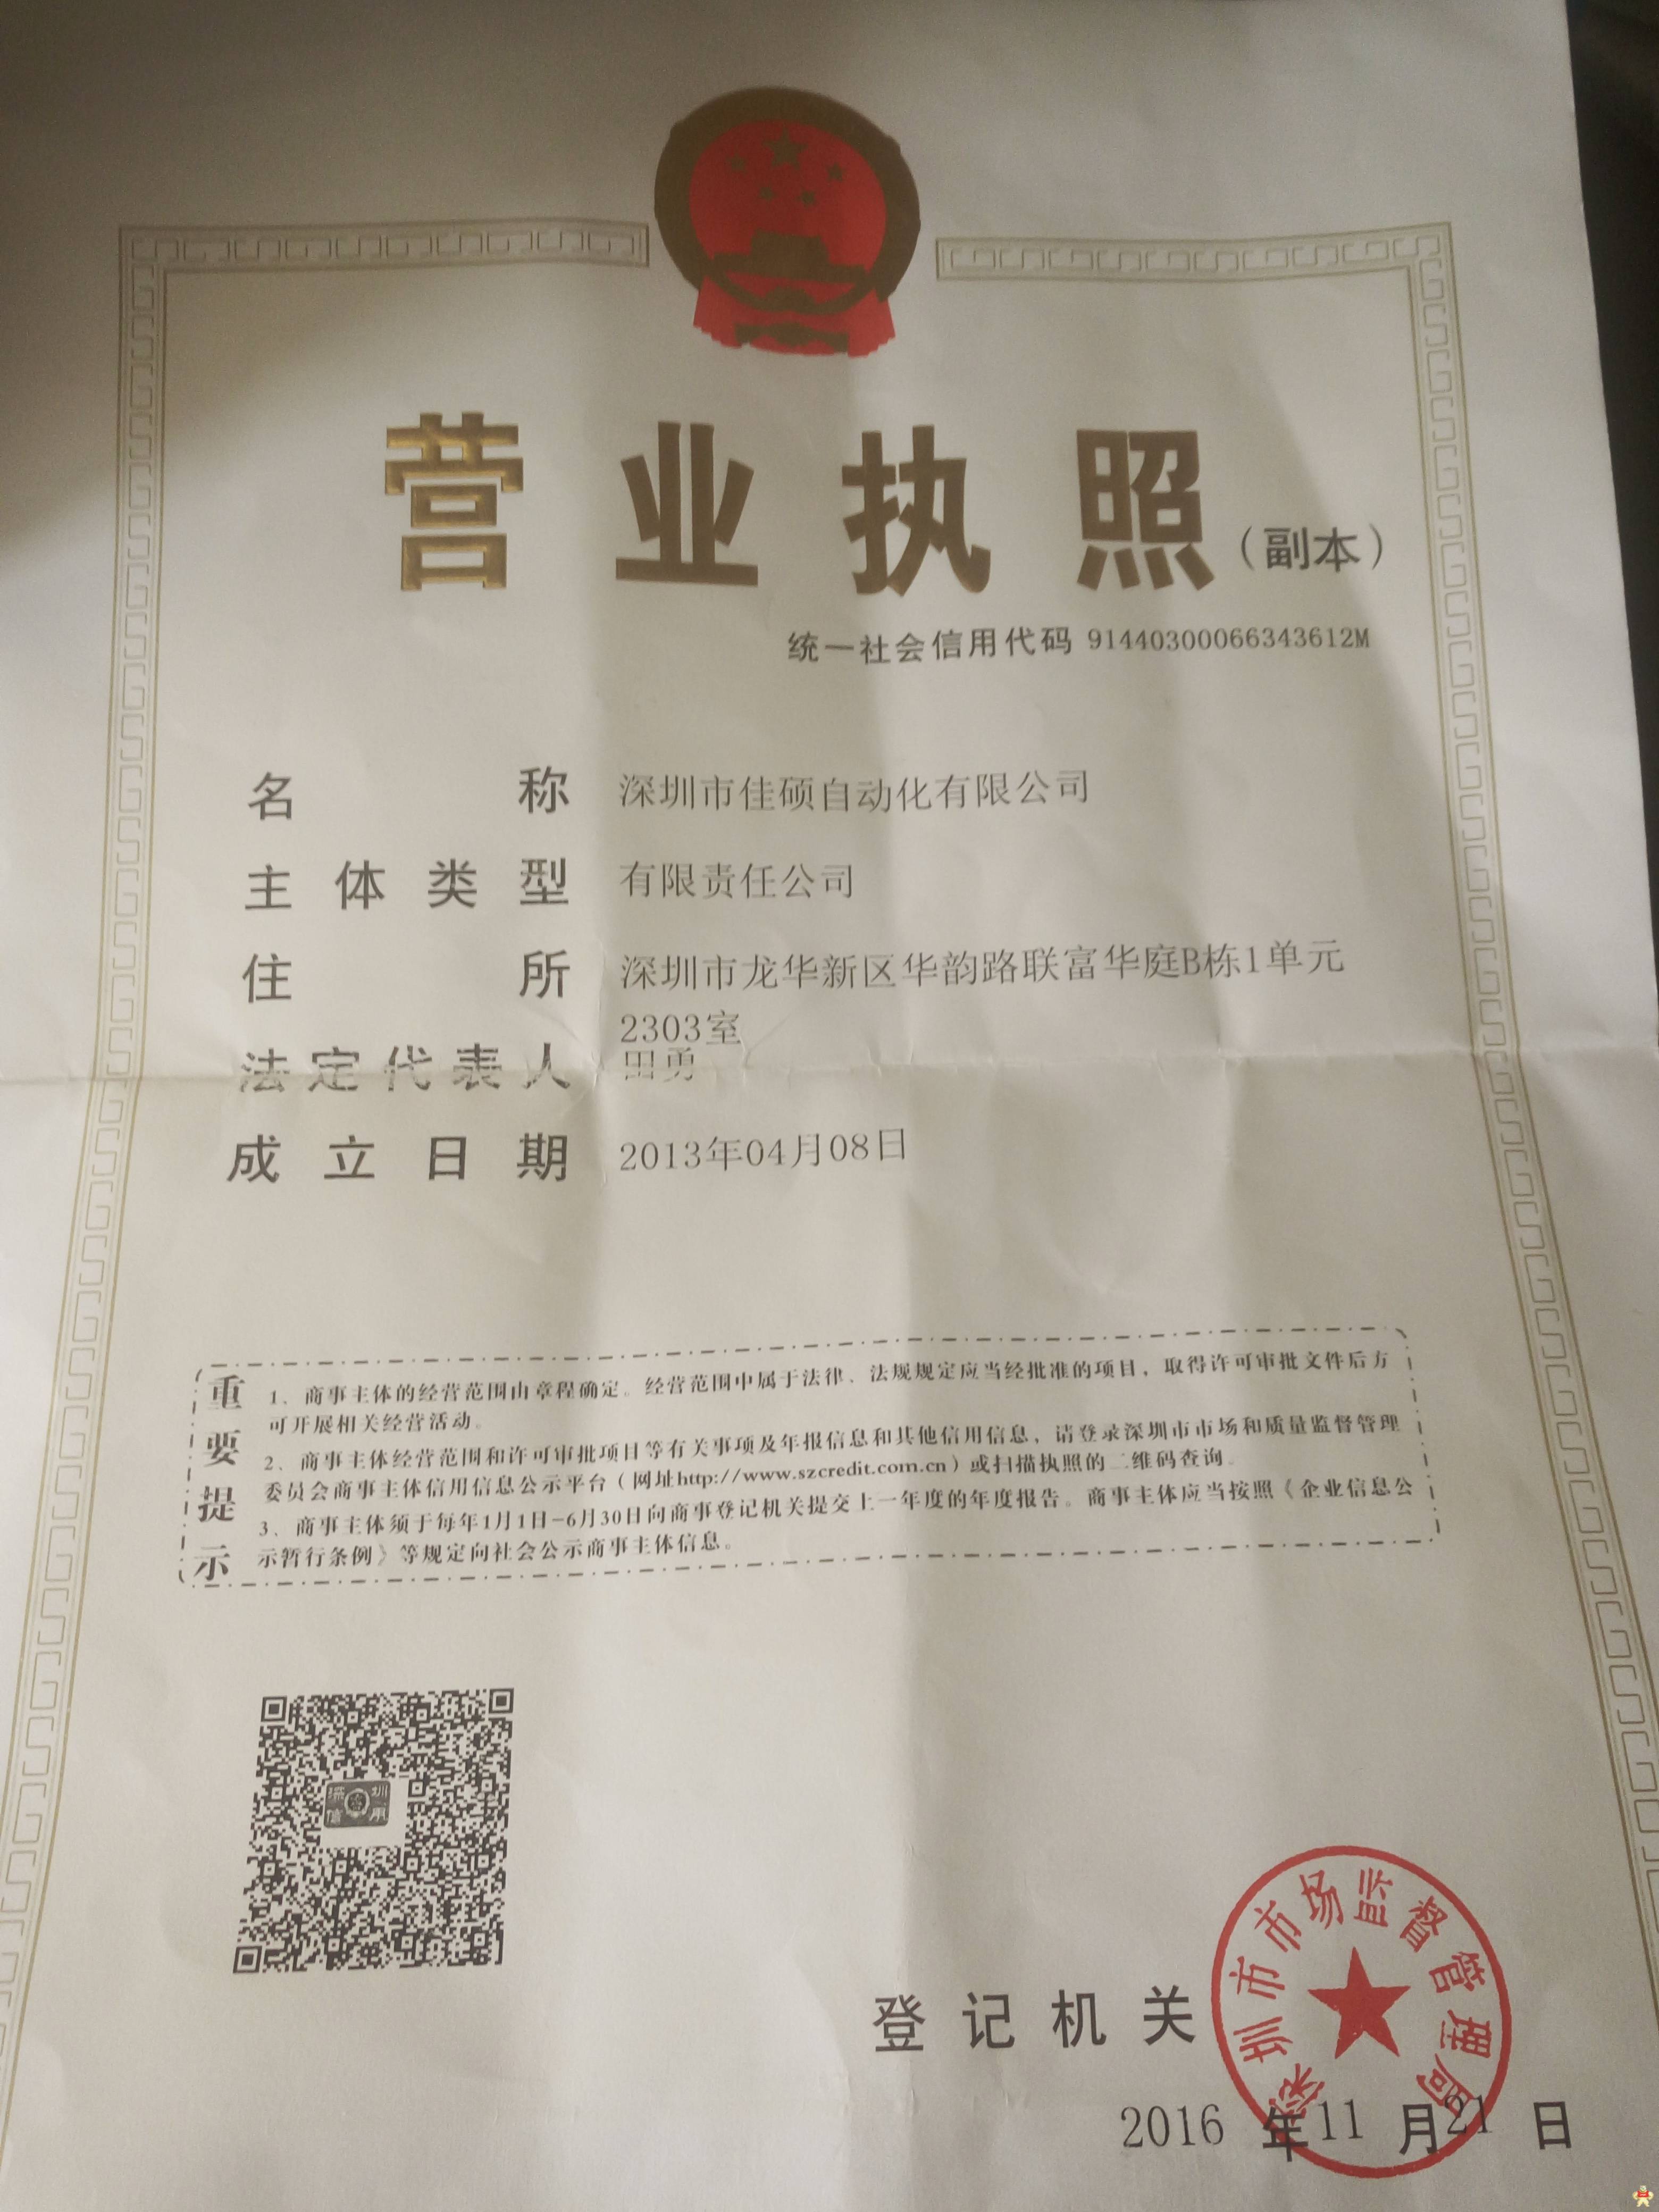 营业执照（副本）
统一社会信用代码 91440300066343612M
名称 深圳市佳硕自动化有限公司
主体类型 有限责任公司
住所 深圳市龙华新区华韵路联富华庭B栋1单元
2303室
法定代表人 田勇
成立日期 2013年04月08日
重要提示
1、商事主体的经营范围由章程确定。经营范围中属于法律、法规规定应当经批准的项目，取得许可审批文件后方
可开展相关经营活动。
2、商事主体经营范围和许可审批项目等有关事项及年报信息和其他信用信息，请登录深圳市市场和质量监督管理
委员会商事主体信用信息公示平台（网址http://www.szcredit.com.cn）或扫描执照的二维码查询。
3、商事主体须于每年1月1日-6月30日向商事登记机关提交上一年度的年度报告。商事主体应当按照《企业信息公
示暂行条例》等规定向社会公示商事主体信息。
深圳
信用
登记机关
深圳市市场监督管理局
2016年11月21日